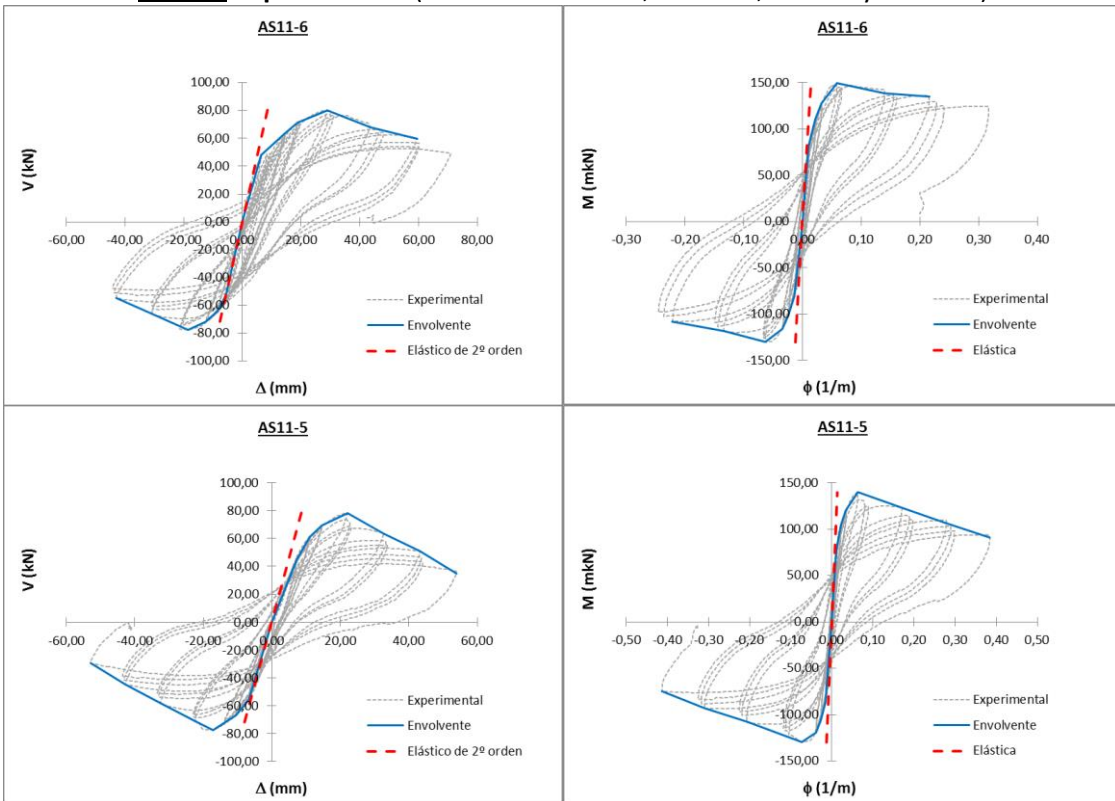 AS11-6
100,00
80,00
60,00
40,00
20,00
0,00
-60,00 -40,00 -20,00 0,00 20,00 40,00 60,00 80,00
-20,00
-40,00
-60,00
-80,00
-100,00
V (kN)
Experimental
Envolvente
Elástico de 2º orden
Δ (mm)
AS11-6
150,00
100,00
50,00
0,00
-0,30 -0,20 -0,10 0,00 0,10 0,20 0,30 0,40
-50,00
-100,00
-150,00
M (mkN)
Experimental
Envolvente
Elástica
ϕ (1/m)
AS11-5
100,00
80,00
60,00
40,00
20,00
0,00
-60,00 -40,00 -20,00 0,00 20,00 40,00 60,00
-20,00
-40,00
-60,00
-80,00
-100,00
V (kN)
Experimental
Envolvente
Elástico de 2º orden
Δ (mm)
AS11-5
150,00
100,00
50,00
0,00
-0,50 -0,40 -0,30 -0,20 -0,10 0,00 0,10 0,20 0,30 0,40 0,50
-50,00
-100,00
-150,00
M (mkN)
Experimental
Envolvente
Elástica
ϕ (1/m)